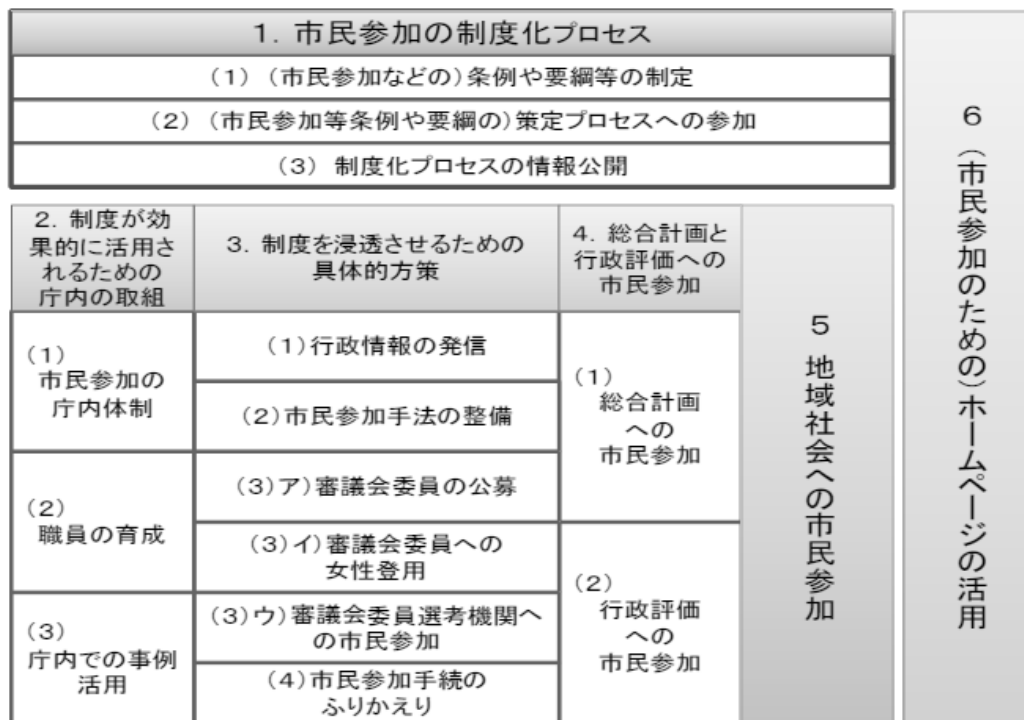 1．市民参加の制度化プロセス
（1）（市民参加などの）条例や要綱等の制定
（2）（市民参加等条例や要綱の）策定プロセスへの参加
（3）制度化プロセスの情報公開
2．制度が効
果的に活用さ
れるための
庁内の取組
（1）
市民参加の
庁内体制
（2）
職員の育成
（3）
庁内での事例
活用
3．制度を浸透させるための
具体的方策
（1）行政情報の発信
（2）市民参加手法の整備
（3）ア）審議会委員の公募
（3）イ）審議会委員への
女性登用
（3）ウ）審議会委員選考機関へ
の市民参加
（4）市民参加手続の
ふりかえり
4．総合計画と
行政評価への
市民参加
（1）
総合計画
への
市民参加
（2）
行政評価
への
市民参加
5 地域社会への市民参加
6（市民参加のための）ホームページの活用